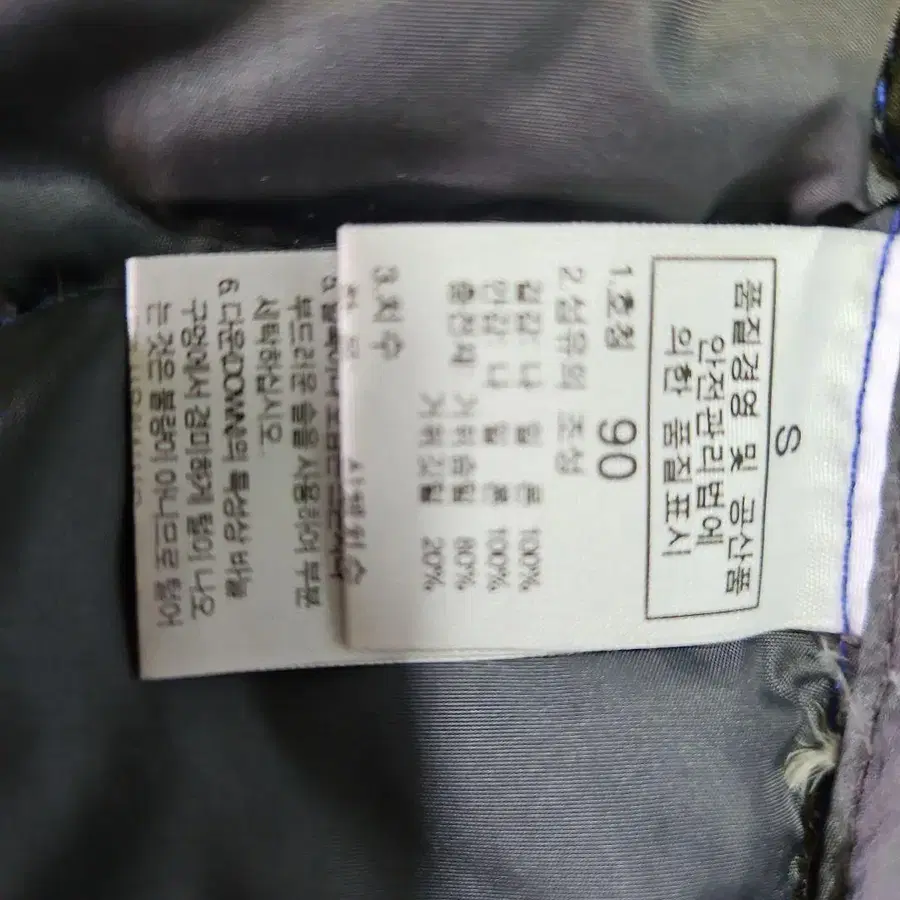 S
품질경영 및 공산품
안전관리법에
의한 품질표시
1.호칭 90
2.섬유의 조성
겉감 나 일 론 100%
안감 나 일 론 100%
충전재 거위솜털 80%
거위깃털 20%
3.치수
부드러운 솔을 사용하여 부분
세탁하십시오.
6.다운(DOWN)의 특성상 바늘
구멍에서 경미하게 털이 나오
는 것은 불량이 아니므로 털어